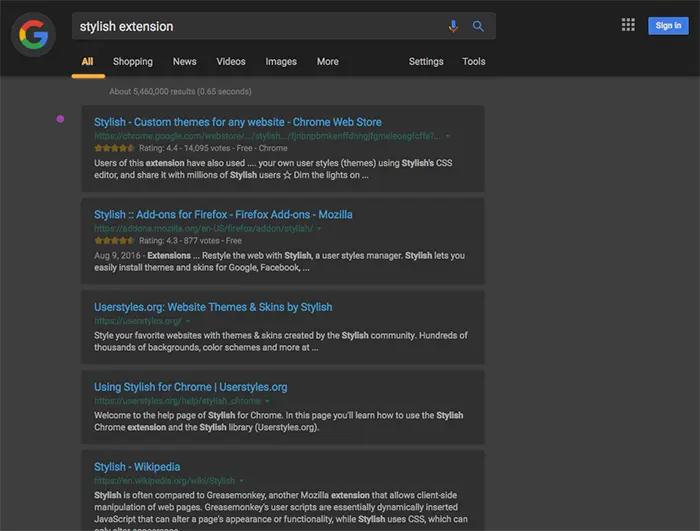 stylish extension
Sign in
All Shopping News Videos Images More Settings Tools
About 5,460,000 results (0.65 seconds)
Stylish - Custom themes for any website - Chrome Web Store
https://chrome.google.com/webstore/.../stylish.../fjnbnpbmkenffdnngjfgmeleoegfcffe?...
Rating: 4.4 - 14,095 votes - Free - Chrome
Users of this extension have also used .... your own user styles (themes) using Stylish's CSS
editor, and share it with millions of Stylish users ☆ Dim the lights on ...
Stylish :: Add-ons for Firefox - Firefox Add-ons - Mozilla
https://addons.mozilla.org/en-US/firefox/addon/stylish/
Rating: 4.3 - 877 votes - Free
Aug 9, 2016 - Extensions ... Restyle the web with Stylish, a user styles manager. Stylish lets you
easily install themes and skins for Google, Facebook, ...
Userstyles.org: Website Themes & Skins by Stylish
https://userstyles.org/
Style your favorite websites with themes & skins created by the Stylish community. Hundreds of
thousands of backgrounds, color schemes and more at ...
Using Stylish for Chrome | Userstyles.org
https://userstyles.org/help/stylish_chrome
Welcome to the help page of Stylish for Chrome. In this page you'll learn how to use the Stylish
Chrome extension and the Stylish library (Userstyles.org).
Stylish - Wikipedia
https://en.wikipedia.org/wiki/Stylish
Stylish is often compared to Greasemonkey, another Mozilla extension that allows client-side
manipulation of web pages. Greasemonkey's user scripts are essentially dynamically inserted
JavaScript that can alter a page's appearance or functionality, while Stylish uses CSS, which can
only alter appearance.